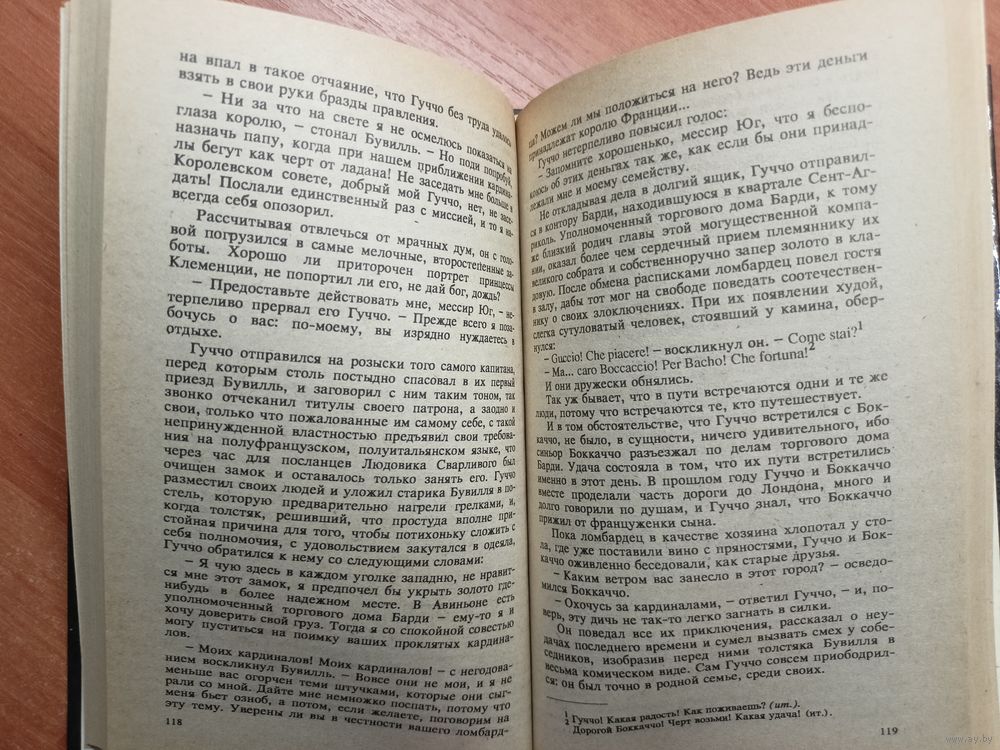 на впал в такое отчаяние, что Гуччо без труда удалось
взять в свои руки бразды правления.
– Ни за что на свете я не осмелюсь показаться на
глаза королю, – стонал Бувилль. – Но поди попробуй,
назначь папу, когда при нашем приближении кардина-
лы бегут как черт от ладана! Не заседать мне больше в
Королевском совете, добрый мой Гуччо, нет, не засе-
дать! Послали единственный раз с миссией, и то я на-
всегда себя опозорил.
Рассчитывая отвлечься от мрачных дум, он с голо-
вой погрузился в самые мелочные, второстепенные за-
боты. Хорошо ли приторочен портрет принцессы
Клеменции, не попортил ли его, не дай бог, дождь?
– Предоставьте действовать мне, мессир Юг, – не-
терпеливо прервал его Гуччо. – Прежде всего я поза-
бочусь о вас: по-моему, вы изрядно нуждаетесь в
отдыхе.
Гуччо отправился на розыски того самого капитана,
перед которым столь постыдно спасовал в их первый
приезд Бувилль, и заговорил с ним таким тоном, так
звонко отчеканил титулы своего патрона, а заодно и
свои, только что пожалованные им самому себе, с такой
непринужденной властностью предъявил свои требова-
ния на полуфранцузском, полуитальянском языке, что
через час для посланцев Людовика Сварливого был
очищен замок и оставалось только занять его. Гуччо
разместил своих людей и уложил старика Бувилля в по-
стель, которую предварительно нагрели грелками, и,
когда толстяк, решивший, что простуда вполне при-
стойная причина для того, чтобы потихоньку сложить с
себя полномочия, с удовольствием закутался в одеяла,
Гуччо обратился к нему со следующими словами:
– Я чую здесь в каждом уголке западню, не нравит-
ся мне этот замок, я предпочел бы укрыть золото где-
нибудь в более надежном месте. В Авиньоне есть
уполномоченный торгового дома Барди – ему-то я и
хочу доверить свой груз. Тогда я со спокойной совестью
могу пуститься на поимку ваших проклятых кардина-
лов.
– Моих кардиналов! Моих кардиналов! – с негодова-
нием воскликнул Бувилль. – Вовсе они не мои, и я не
меньше вас огорчен теми штучками, которые они сыг-
рали со мной. Дайте мне немножко поспать, потому что
меня бьет озноб, а потом, если желаете, поговорим на
эту тему. Уверены ли вы в честности вашего ломбард-
118
ца? Можем ли мы положиться на него? Ведь эти деньги
принадлежат королю Франции...
Гуччо нетерпеливо повысил голос:
– Запомните хорошенько, мессир Юг, что я беспо-
коюсь об этих деньгах так же, как если бы они принад-
лежали мне и моему семейству.
Не откладывая дела в долгий ящик, Гуччо отправил-
ся в контору Барди, находившуюся в квартале Сент-Аг-
риколь. Уполномоченный торгового дома Барди, к тому
же близкий родич главы этой могущественной компа-
нии, оказал более чем сердечный прием племяннику их
великого собрата и собственноручно запер золото в кла-
довую. После обмена расписками ломбардец повел гостя
в залу, дабы тот мог на свободе поведать соотечествен-
нику о своих злоключениях. При их появлении худой,
слегка сутуловатый человек, стоявший у камина, обер-
нулся:
– Guccio! Che piacere! – воскликнул он. – Come stai?1
– Ma... caro Boccaccio! Per Bacho! Che fortuna!2
И они дружески обнялись.
Так уж бывает, что в пути встречаются одни и те же
люди, потому что встречаются те, кто путешествует.
И в том обстоятельстве, что Гуччо встретился с Бок-
каччо, не было, в сущности, ничего удивительного, ибо
синьор Боккаччо разъезжал по делам торгового дома
Барди. Удача состояла в том, что их пути встретились
именно в этот день. В прошлом году Гуччо и Боккаччо
вместе проделали часть дороги до Лондона, много и
долго говорили по душам, и Гуччо знал, что Боккаччо
прижил от француженки сына.
Пока ломбардец в качестве хозяина хлопотал у сто-
ла, где уже поставили вино с пряностями, Гуччо и Бок-
каччо оживленно беседовали, как старые друзья.
– Каким ветром вас занесло в этот город? – осведо-
мился Боккаччо.
– Охочусь за кардиналами, – ответил Гуччо, – и, по-
верь, эту дичь не так-то легко загнать в силки.
Он поведал все их приключения, рассказал о неу-
дачах последнего времени и сумел вызвать смех у собе-
седников, изобразив перед ними толстяка Бувилля в
весьма комическом виде. Сам Гуччо совсем приободрил-
ся: он был точно в родной семье, среди своих.
1 Гуччо! Какая радость! Как поживаешь? (ит.).
2 Дорогой Боккаччо! Черт возьми! Какая удача! (ит.).
119
www.ay.by